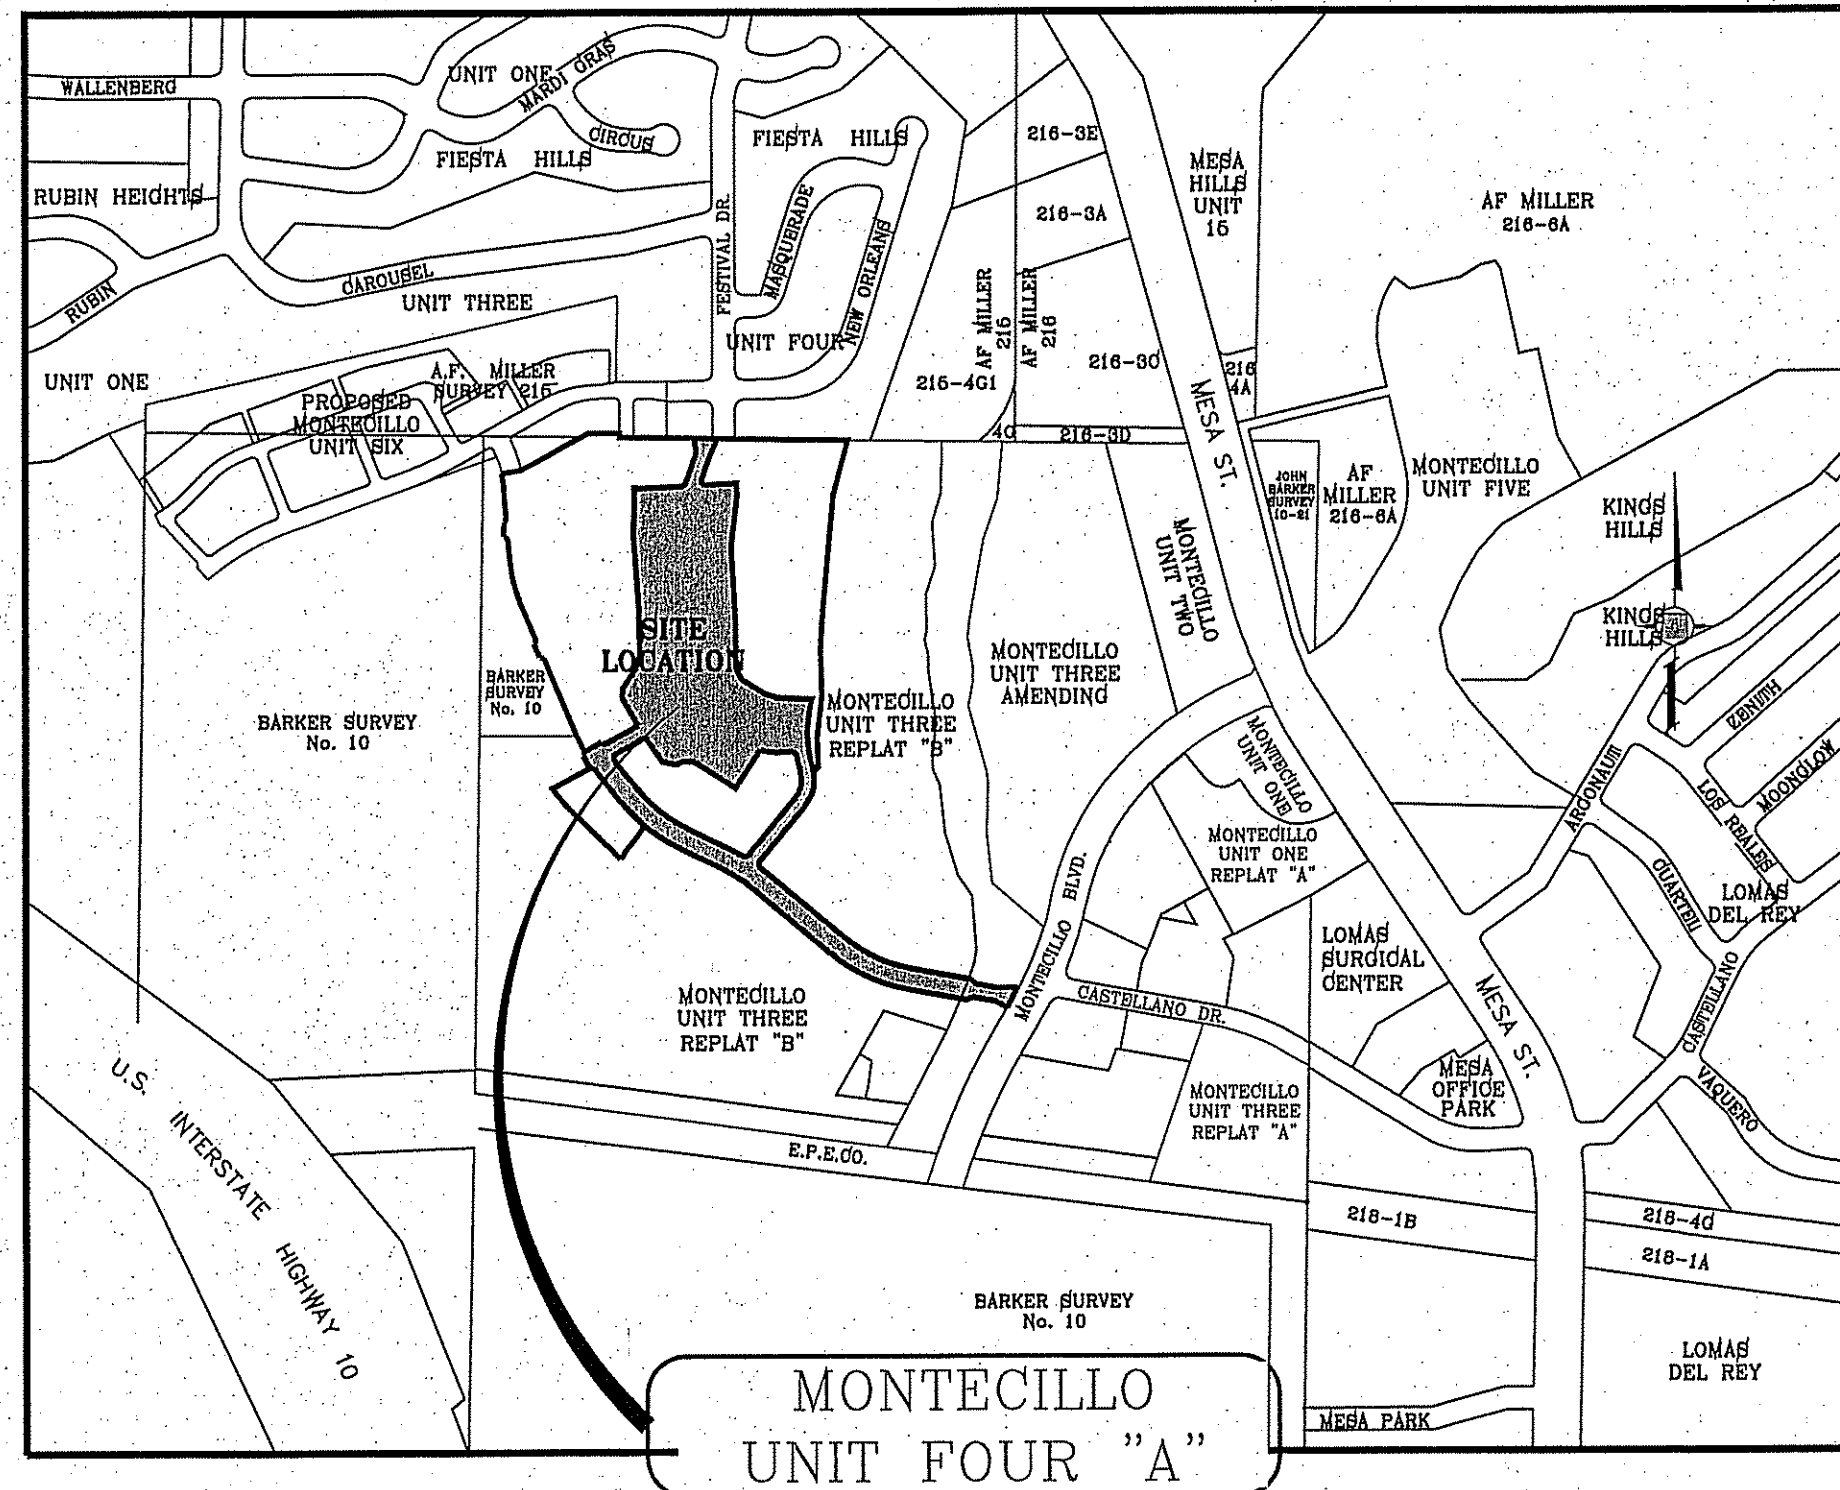 WALLENBERG
UNIT ONE
MARDI GRAS
CIRCUS
FIESTA HILLS
FIESTA HILLS
RUBIN HEIGHTS
RUBIN
CAROUSEL
UNIT THREE
FESTIVAL DR.
MASQUERADE
NEW ORLEANS
UNIT FOUR
UNIT ONE
A.F. MILLER
SURVEY 215
PROPOSED
MONTECILLO
UNIT SIX
216-3E
216-3A
MESA
HILLS
UNIT
15
AF MILLER
216-6A
AF MILLER
215
AF MILLER
216
216-3C
215-4G1
216
4A
4G
216-3D
MESA ST.
JOHN
BARKER
SURVEY
10-21
AF
MILLER
216-6A
MONTECILLO
UNIT FIVE
KINGS
HILLS
KINGS
HILLS
MONTECILLO
UNIT TWO
SITE
LOCATION
BARKER
SURVEY
No. 10
BARKER SURVEY
No. 10
MONTECILLO
UNIT THREE
REPLAT "B"
MONTECILLO
UNIT THREE
AMENDING
MONTECILLO
UNIT ONE
MONTECILLO
UNIT ONE
REPLAT "A"
MONTECILLO BLVD.
ZENITH
MOONGLOW
ARGONAUT
LOS REALES
CUARTEL
LOMAS
DEL REY
LOMAS
SURGICAL
CENTER
CASTELLANO DR.
CASTELLANO
MESA ST.
MONTECILLO
UNIT THREE
REPLAT "B"
MESA
OFFICE
PARK
VAQUERO
MONTECILLO
UNIT THREE
REPLAT "A"
E.P.E.CO.
U.S. INTERSTATE HIGHWAY 10
218-1B
218-4C
218-1A
BARKER SURVEY
No. 10
LOMAS
DEL REY
MESA PARK
MONTECILLO
UNIT FOUR "A"